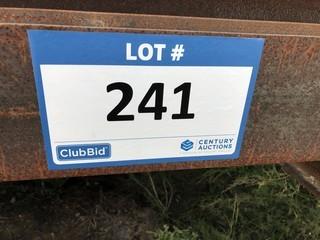 LOT #
241
ClubBid
CENTURY
AUCTIONS